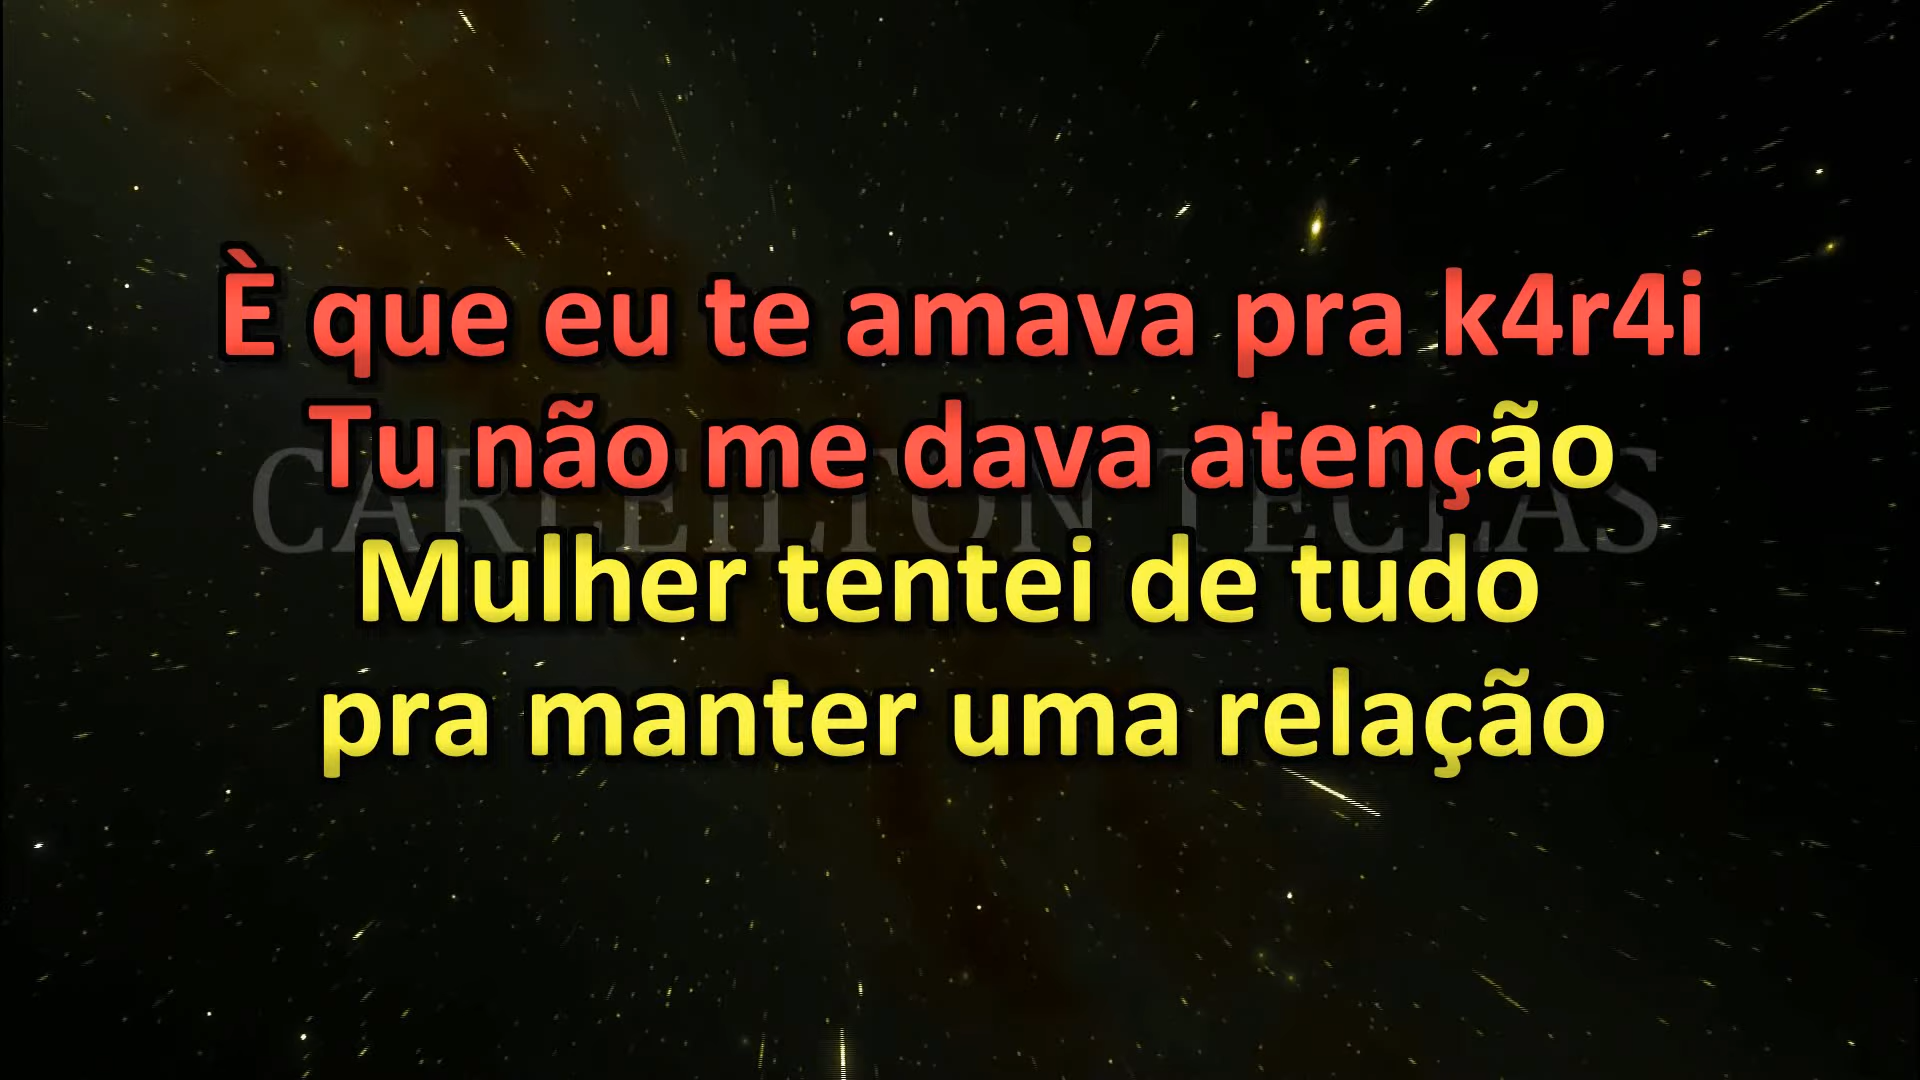 È que eu te amava pra k4r4i
Tu não me dava atenção
CARLEILTON TECLAS
Mulher tentei de tudo
pra manter uma relação